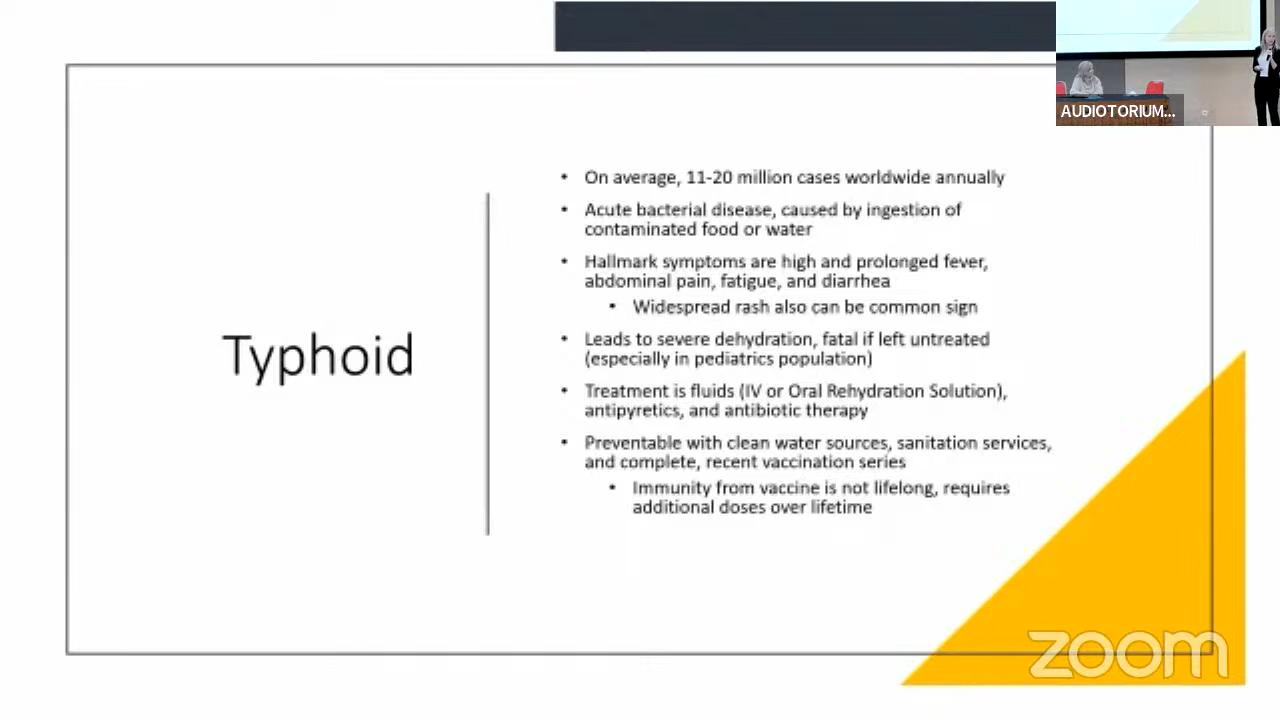 AUDIOTORIUM...
Typhoid
• On average, 11-20 million cases worldwide annually
• Acute bacterial disease, caused by ingestion of
contaminated food or water
• Hallmark symptoms are high and prolonged fever,
abdominal pain, fatigue, and diarrhea
• Widespread rash also can be common sign
• Leads to severe dehydration, fatal if left untreated
(especially in pediatrics population)
• Treatment is fluids (IV or Oral Rehydration Solution),
antipyretics, and antibiotic therapy
• Preventable with clean water sources, sanitation services,
and complete, recent vaccination series
• Immunity from vaccine is not lifelong, requires
additional doses over lifetime
zoom